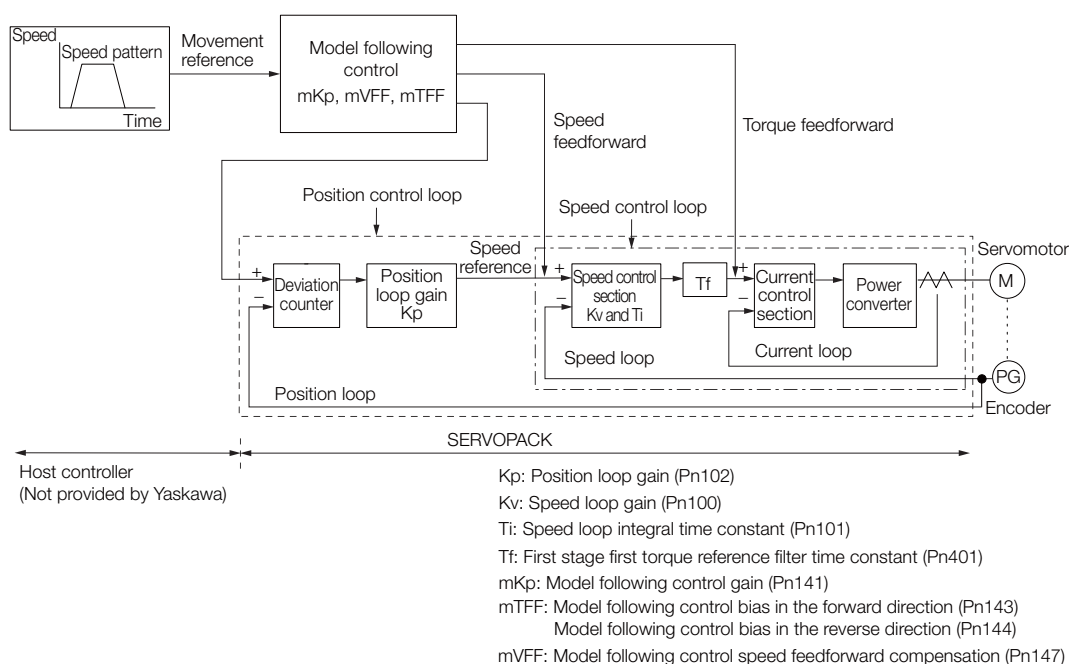 Speed
Speed pattern
Time
Movement
reference
Model following
control
mKp, mVFF, mTFF
Speed
feedforward
Torque feedforward
Position control loop
Speed control loop
Speed
reference
Servomotor
+
−
Deviation
counter
Position
loop gain
Kp
+
−
Speed control
section
Kv and Ti
Tf
+
−
Current
control
section
Power
converter
M
Speed loop
Current loop
Position loop
PG
Encoder
SERVOPACK
Host controller
(Not provided by Yaskawa)
Kp: Position loop gain (Pn102)
Kv: Speed loop gain (Pn100)
Ti: Speed loop integral time constant (Pn101)
Tf: First stage first torque reference filter time constant (Pn401)
mKp: Model following control gain (Pn141)
mTFF: Model following control bias in the forward direction (Pn143)
Model following control bias in the reverse direction (Pn144)
mVFF: Model following control speed feedforward compensation (Pn147)